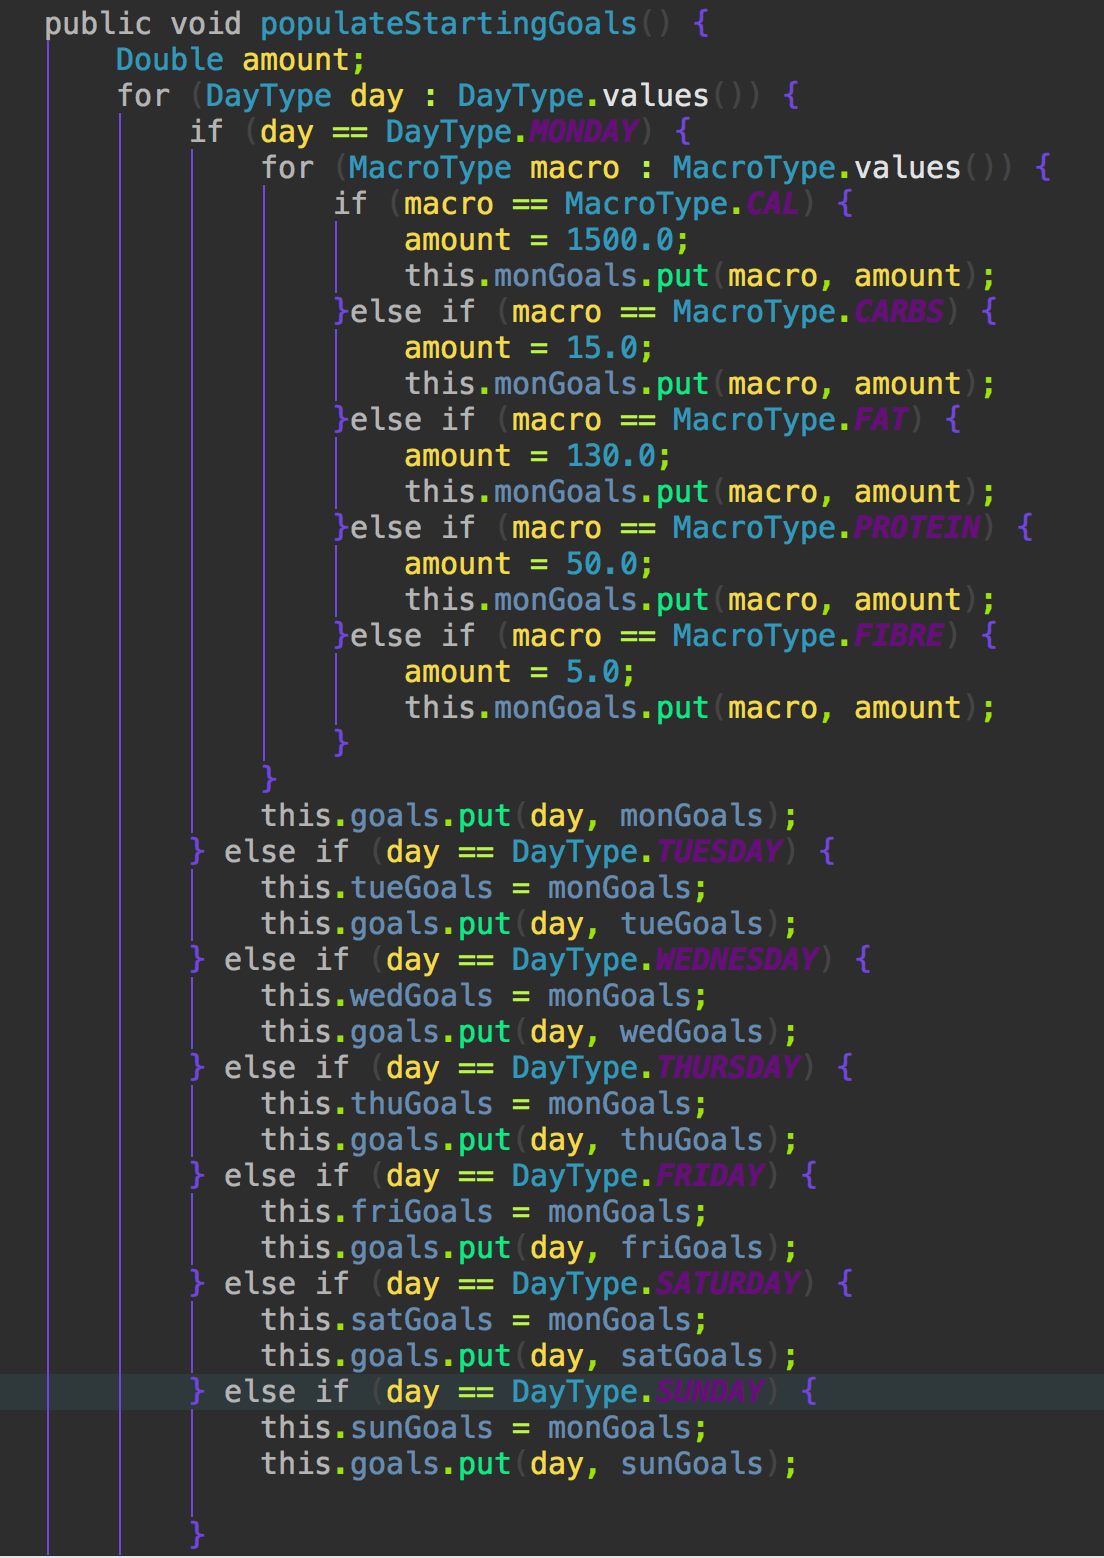 public void populateStartingGoals() {
    Double amount;
    for (DayType day : DayType.values()) {
        if (day == DayType.MONDAY) {
            for (MacroType macro : MacroType.values()) {
                if (macro == MacroType.CAL) {
                    amount = 1500.0;
                    this.monGoals.put(macro, amount);
                }else if (macro == MacroType.CARBS) {
                    amount = 15.0;
                    this.monGoals.put(macro, amount);
                }else if (macro == MacroType.FAT) {
                    amount = 130.0;
                    this.monGoals.put(macro, amount);
                }else if (macro == MacroType.PROTEIN) {
                    amount = 50.0;
                    this.monGoals.put(macro, amount);
                }else if (macro == MacroType.FIBRE) {
                    amount = 5.0;
                    this.monGoals.put(macro, amount);
                }
            }
            this.goals.put(day, monGoals);
        } else if (day == DayType.TUESDAY) {
            this.tueGoals = monGoals;
            this.goals.put(day, tueGoals);
        } else if (day == DayType.WEDNESDAY) {
            this.wedGoals = monGoals;
            this.goals.put(day, wedGoals);
        } else if (day == DayType.THURSDAY) {
            this.thuGoals = monGoals;
            this.goals.put(day, thuGoals);
        } else if (day == DayType.FRIDAY) {
            this.friGoals = monGoals;
            this.goals.put(day, friGoals);
        } else if (day == DayType.SATURDAY) {
            this.satGoals = monGoals;
            this.goals.put(day, satGoals);
        } else if (day == DayType.SUNDAY) {
            this.sunGoals = monGoals;
            this.goals.put(day, sunGoals);

        }